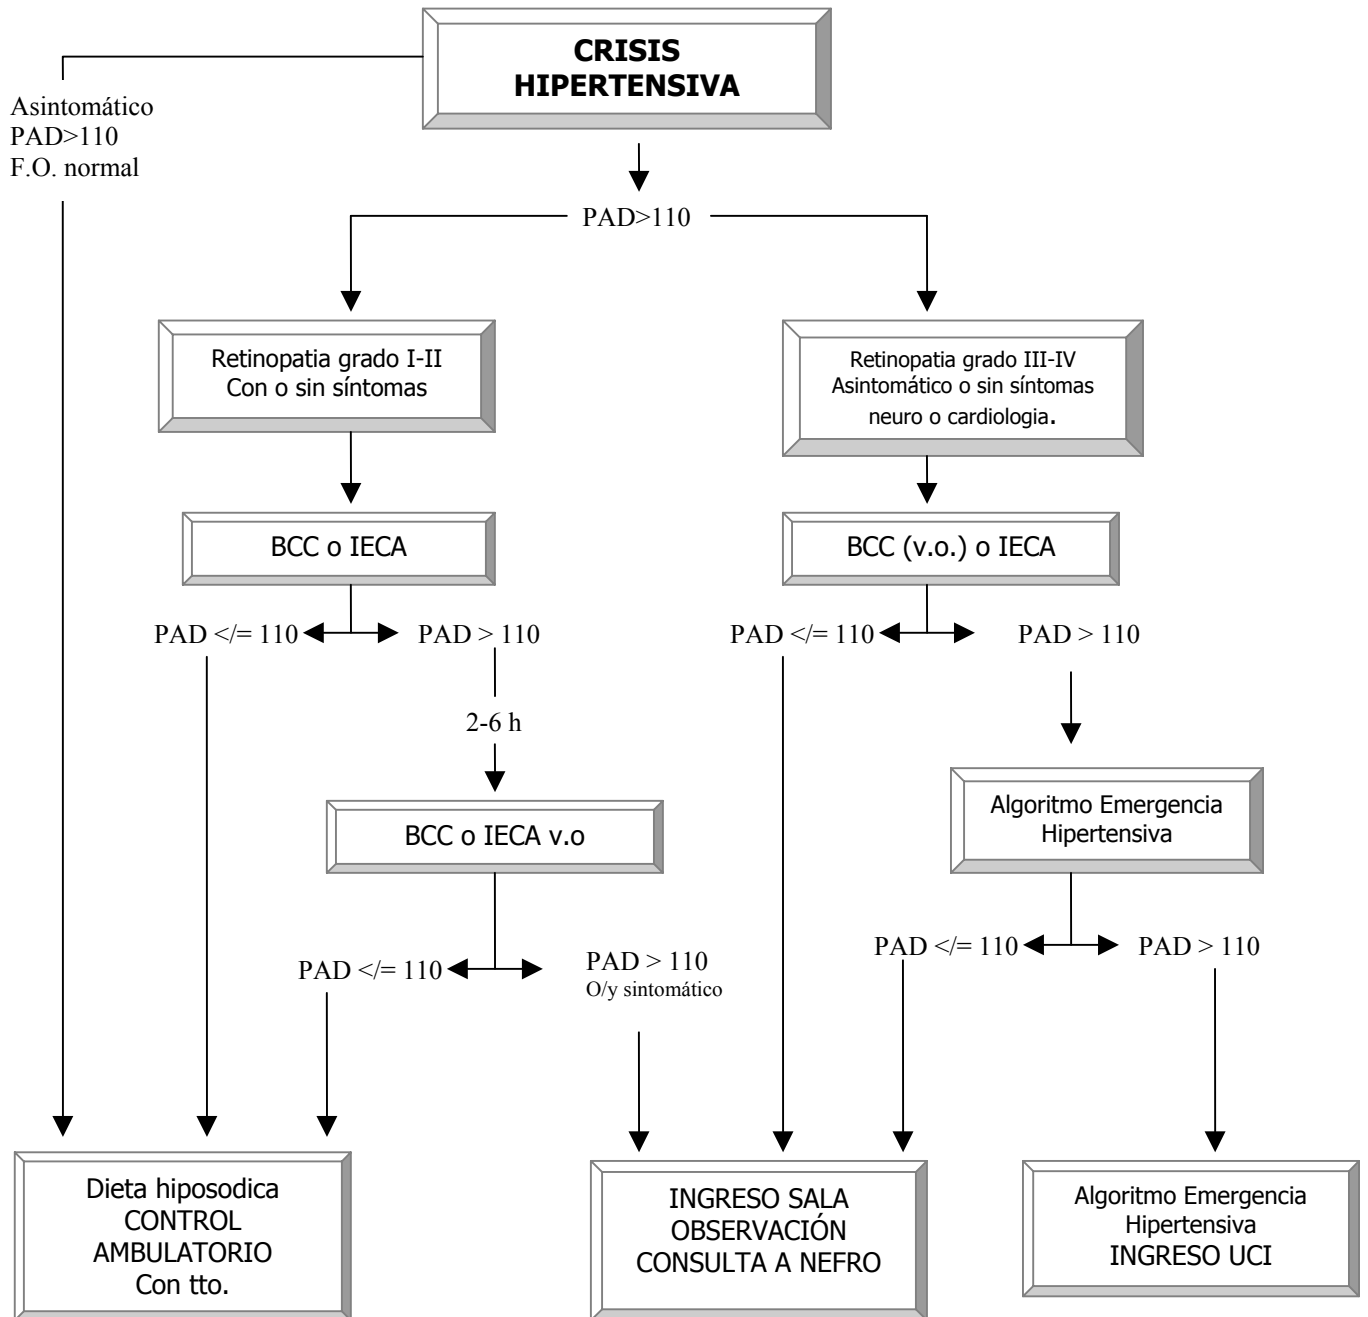 CRISIS
HIPERTENSIVA
Asintomático
PAD>110
F.O. normal
PAD>110
Retinopatia grado I-II
Con o sin síntomas
Retinopatia grado III-IV
Asintomático o sin síntomas
neuro o cardiologia.
BCC o IECA
BCC (v.o.) o IECA
PAD </= 110
PAD > 110
PAD </= 110
PAD > 110
2-6 h
BCC o IECA v.o
Algoritmo Emergencia
Hipertensiva
PAD </= 110
PAD > 110
O/y sintomático
PAD </= 110
PAD > 110
Dieta hiposodica
CONTROL
AMBULATORIO
Con tto.
INGRESO SALA
OBSERVACIÓN
CONSULTA A NEFRO
Algoritmo Emergencia
Hipertensiva
INGRESO UCI